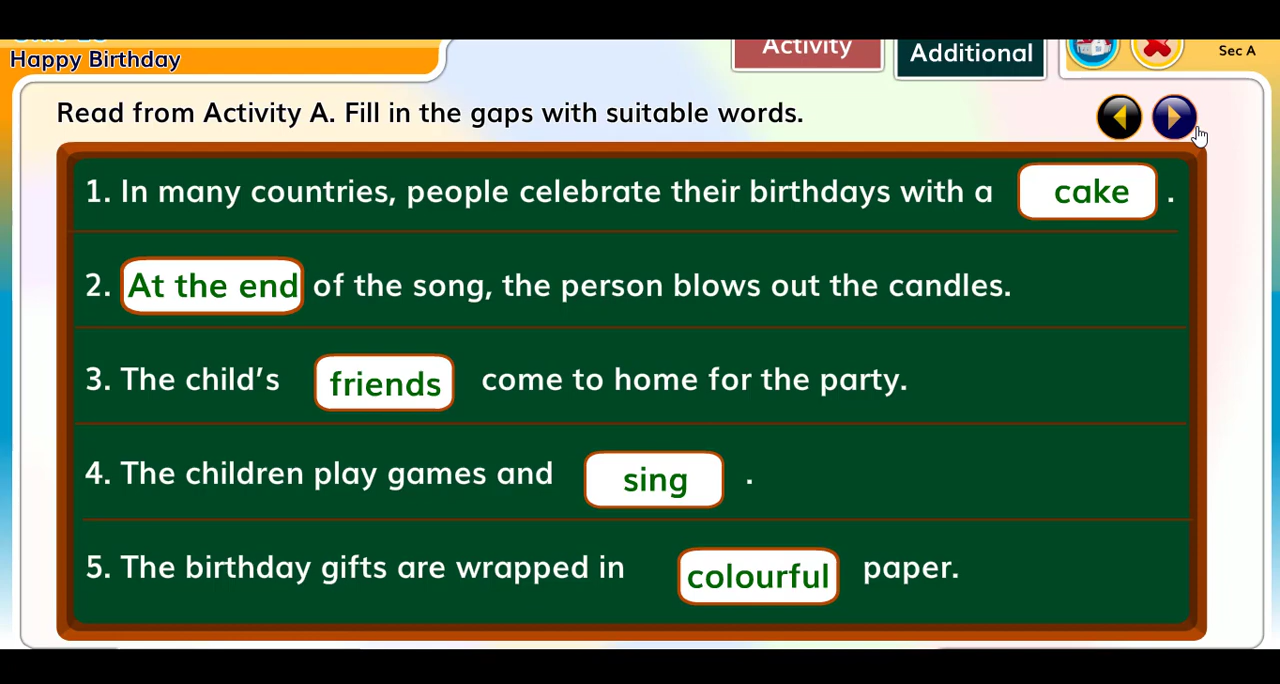 Happy Birthday
Activity
Additional
Sec A
Read from Activity A. Fill in the gaps with suitable words.
1. In many countries, people celebrate their birthdays with a cake .
2. At the end of the song, the person blows out the candles.
3. The child’s friends come to home for the party.
4. The children play games and sing .
5. The birthday gifts are wrapped in colourful paper.